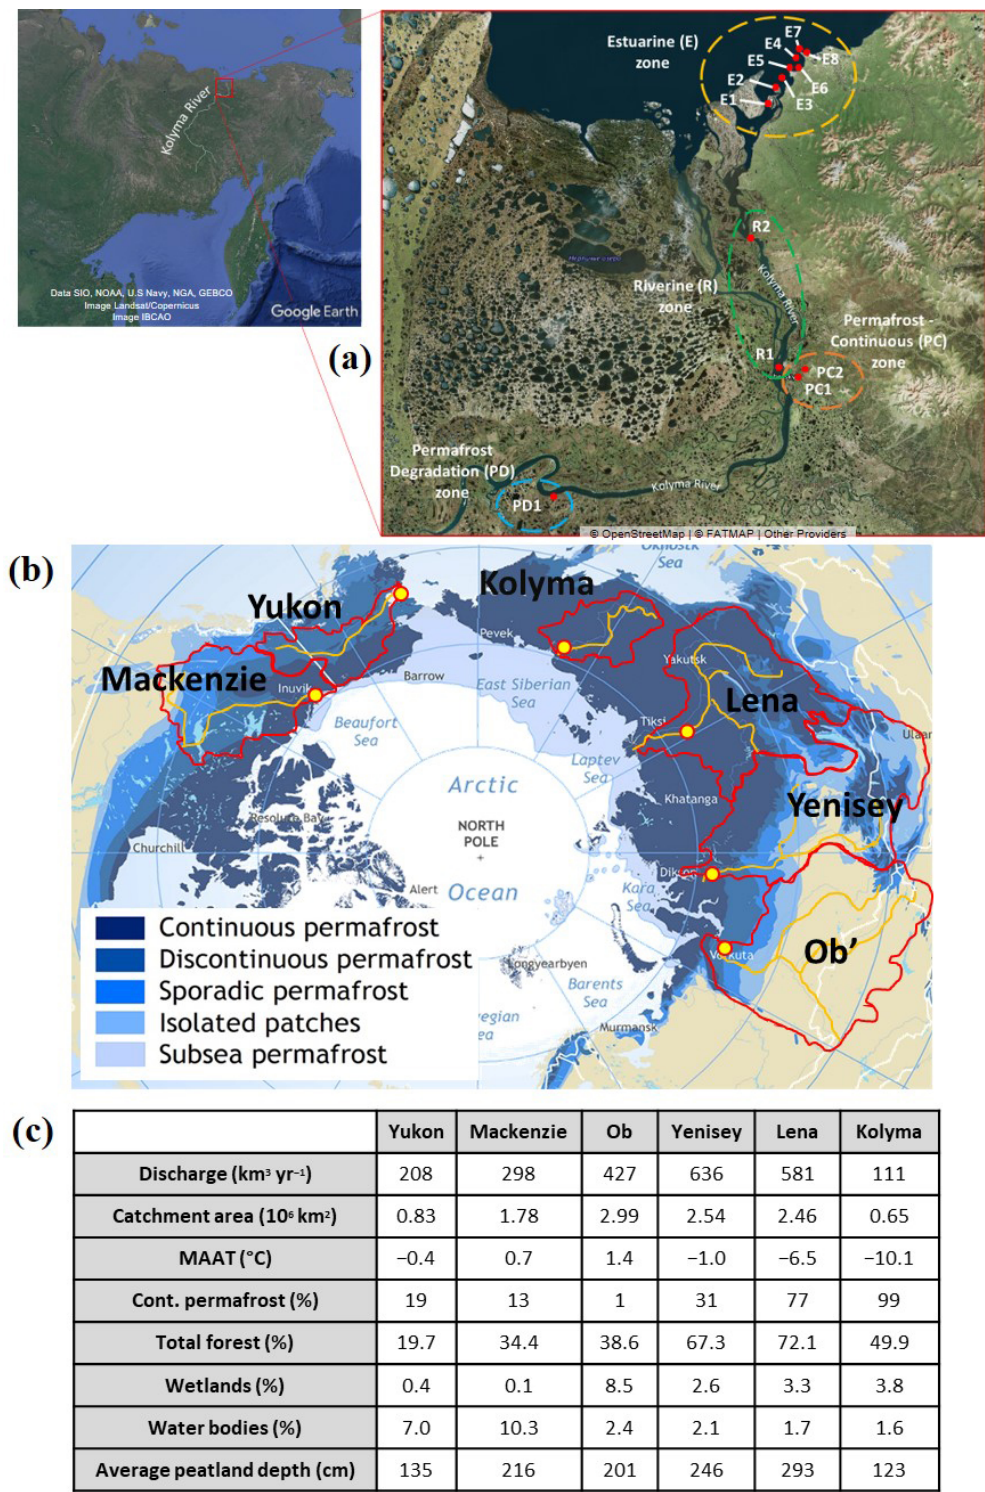 Kolyma River
Data SIO, NOAA, U.S Navy, NGA, GEBCO
Image Landsat/Copernicus
Image IBCAO
Google Earth
(a)
Estuarine (E)
zone
E7
E4
E5
E8
E2
E6
E1
E3
R2
Riverine (R)
zone
Kolyma River
Permafrost -
Continuous (PC)
zone
R1
PC2
PC1
Permafrost
Degradation (PD)
zone
PD1
Kolyma River
© OpenStreetMap | © FATMAP | Other Providers
(b)
Okhotsk
Sea
Kolyma
Yukon
Pevek
Mackenzie
Inuvik
Barrow
East Siberian
Sea
Yakutsk
Lena
Beaufort
Sea
Tiksi
Ulaan
Laptev
Sea
Arctic
Khatanga
Yenisey
Resolute Bay
NORTH
POLE
Churchill
Alert
Ocean
Kara
Sea
Continuous permafrost
Discontinuous permafrost
Sporadic permafrost
Isolated patches
Subsea permafrost
Longyearbyen
Barents
Sea
Vorkuta
Ob’
wegian
ea
Murmansk
(c)
Yukon Mackenzie Ob Yenisey Lena Kolyma
Discharge (km³ yr⁻¹) 208 298 427 636 581 111
Catchment area (10⁶ km²) 0.83 1.78 2.99 2.54 2.46 0.65
MAAT (°C) −0.4 0.7 1.4 −1.0 −6.5 −10.1
Cont. permafrost (%) 19 13 1 31 77 99
Total forest (%) 19.7 34.4 38.6 67.3 72.1 49.9
Wetlands (%) 0.4 0.1 8.5 2.6 3.3 3.8
Water bodies (%) 7.0 10.3 2.4 2.1 1.7 1.6
Average peatland depth (cm) 135 216 201 246 293 123